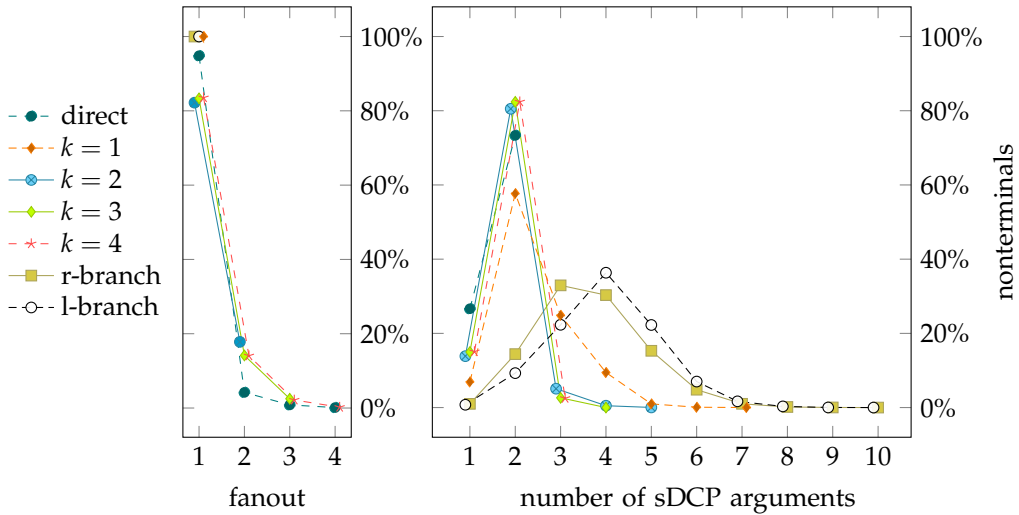 direct
k = 1
k = 2
k = 3
k = 4
r-branch
l-branch
100%
80%
60%
40%
20%
0%
1 2 3 4
fanout
100%
80%
60%
40%
20%
0%
nonterminals
1 2 3 4 5 6 7 8 9 10
number of sDCP arguments